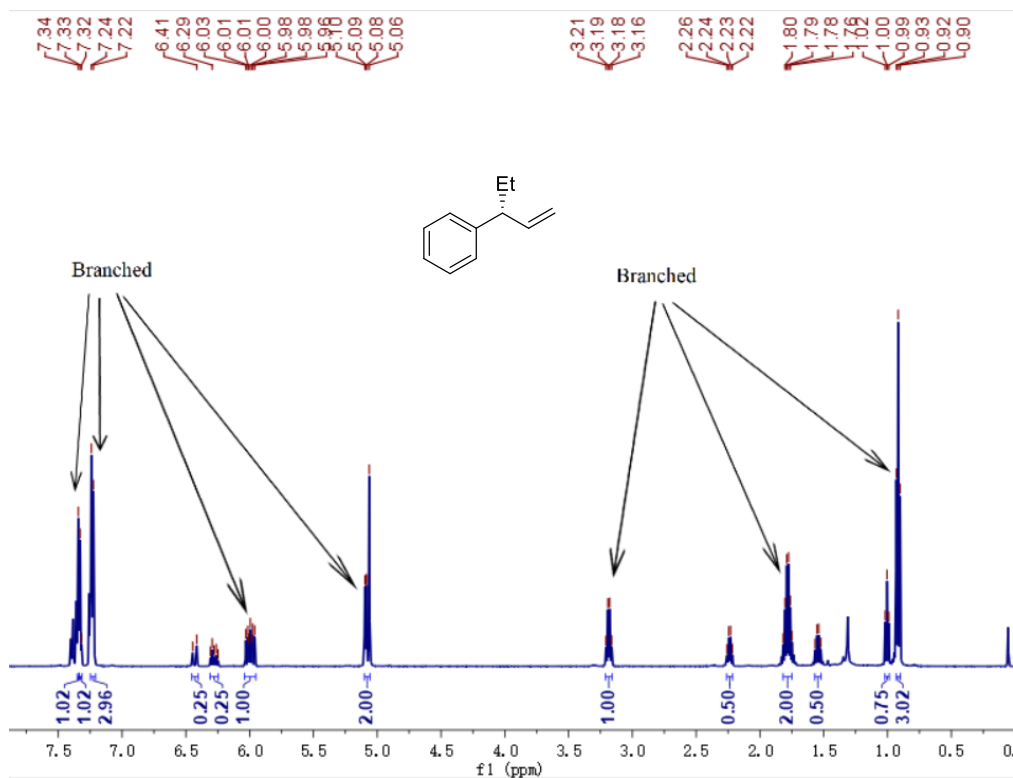 7.34 7.33 7.32 7.24 7.22 6.41 6.29 6.03 6.01 6.01 6.00 5.98 5.98 5.96 5.10 5.09 5.08 5.06 3.21 3.19 3.18 3.16 2.26 2.24 2.23 2.22 1.80 1.79 1.78 1.76 1.02 1.00 0.99 0.93 0.92 0.90
Et
Branched
Branched
1.02 1.02 2.96 0.25 0.25 1.00 2.00 1.00 0.50 2.00 0.50 0.75 3.02
7.5 7.0 6.5 6.0 5.5 5.0 4.5 4.0 3.5 3.0 2.5 2.0 1.5 1.0 0.5 0.
f1 (ppm)